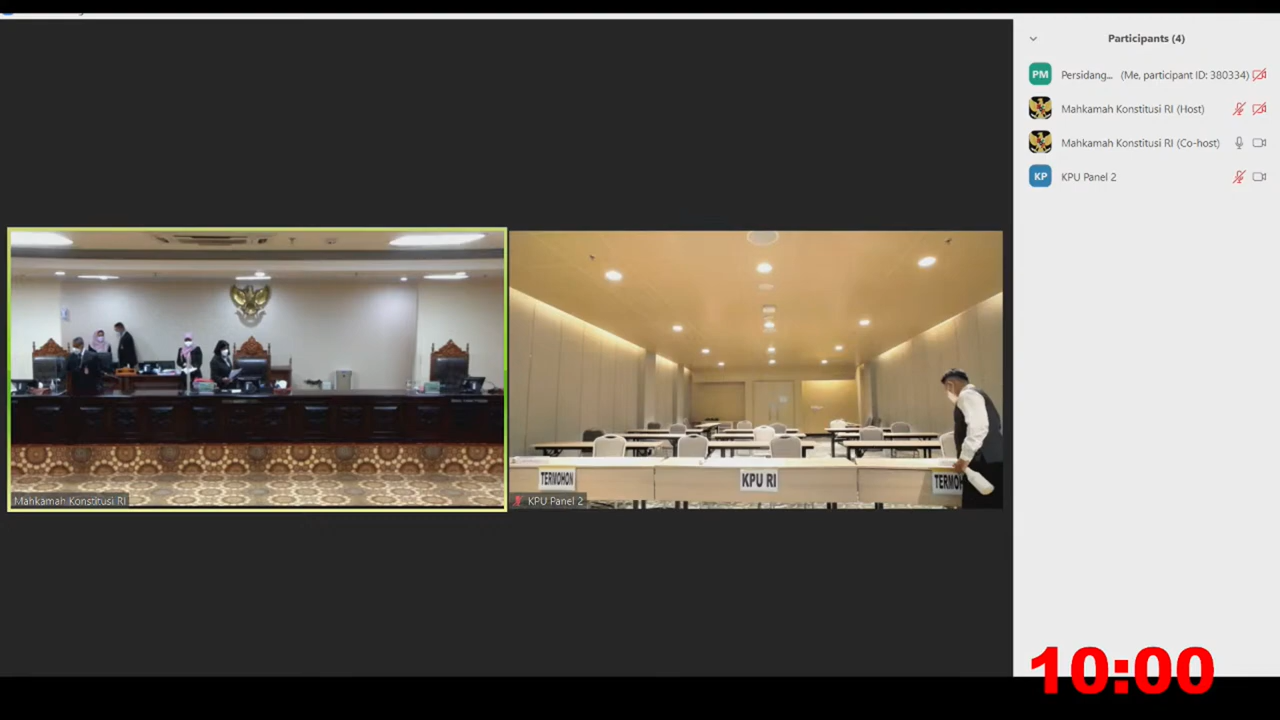 Participants (4)
PM
Persidang... (Me, participant ID: 380334)
Mahkamah Konstitusi RI (Host)
Mahkamah Konstitusi RI (Co-host)
KP
KPU Panel 2
Mahkamah Konstitusi RI
TERMOHON
KPU RI
TERMOH
KPU Panel 2
10:00